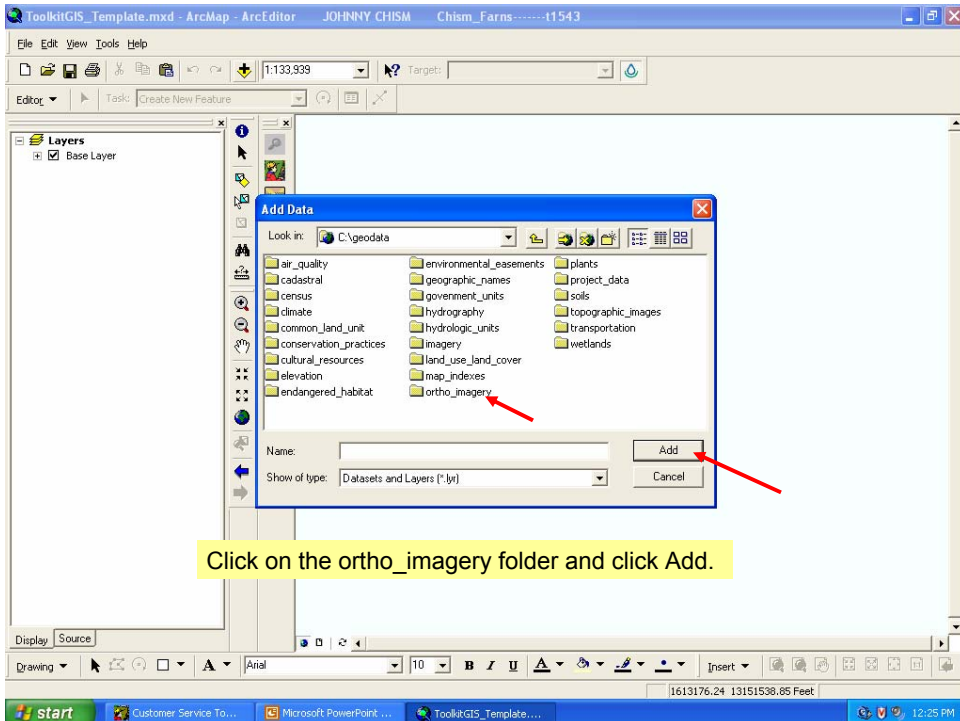 ToolkitGIS_Template.mxd - ArcMap - ArcEditor JOHNNY CHISM Chism_Farns-------t1543
File Edit View Tools Help
1:133,939 Target:
Editor Task: Create New Feature
Layers
Base Layer
Add Data
Look in: C:\geodata
air_quality environmental_easements plants
cadastral geographic_names project_data
census govenment_units soils
climate hydrography topographic_images
common_land_unit hydrologic_units transportation
conservation_practices imagery wetlands
cultural_resources land_use_land_cover
elevation map_indexes
endangered_habitat ortho_imagery
Name: Add
Show of type: Datasets and Layers (*.lyr) Cancel
Click on the ortho_imagery folder and click Add.
Display Source
Drawing A Arial 10 B I U A Insert
1613176.24 13151538.85 Feet
start Customer Service To... Microsoft PowerPoint ... ToolkitGIS_Template.... 12:25 PM